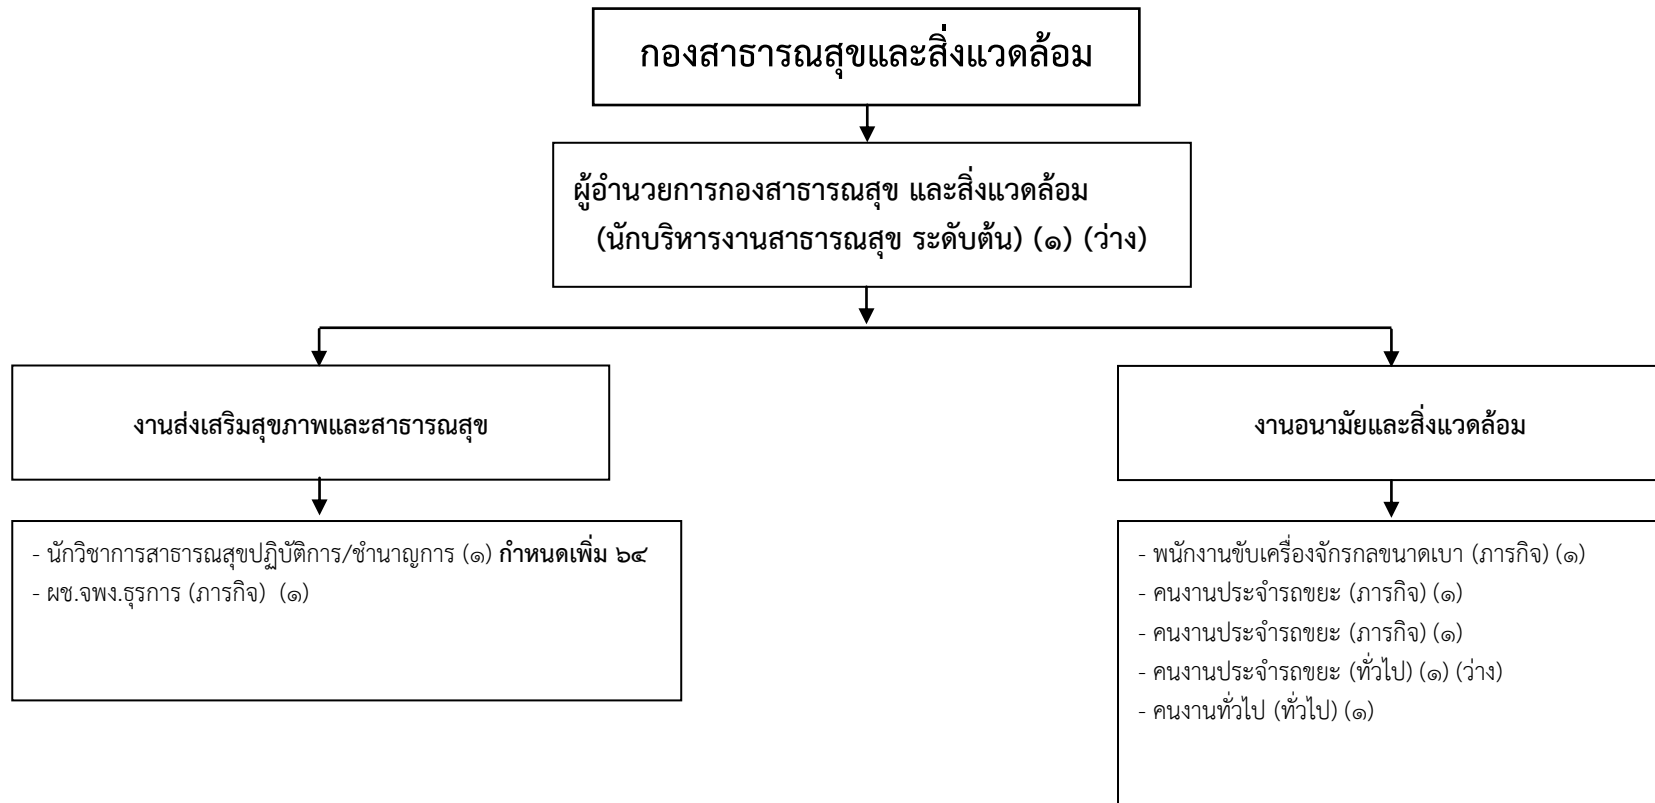 กองสาธารณสุขและสิ่งแวดล้อม
ผู้อำนวยการกองสาธารณสุข และสิ่งแวดล้อม
(นักบริหารงานสาธารณสุข ระดับต้น) (๑) (ว่าง)
งานส่งเสริมสุขภาพและสาธารณสุข
- นักวิชาการสาธารณสุขปฏิบัติการ/ชำนาญการ (๑) กำหนดเพิ่ม ๖๔
- ผช.จพง.ธุรการ (ภารกิจ) (๑)
งานอนามัยและสิ่งแวดล้อม
- พนักงานขับเครื่องจักรกลขนาดเบา (ภารกิจ) (๑)
- คนงานประจำรถขยะ (ภารกิจ) (๑)
- คนงานประจำรถขยะ (ภารกิจ) (๑)
- คนงานประจำรถขยะ (ทั่วไป) (๑) (ว่าง)
- คนงานทั่วไป (ทั่วไป) (๑)